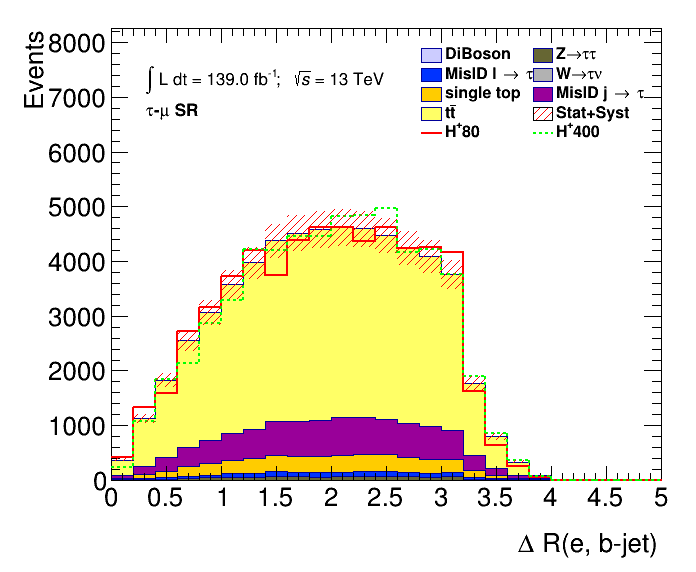 Events
8000
7000
6000
5000
4000
3000
2000
1000
0
∫ L dt = 139.0 fb⁻¹; √s = 13 TeV
τ-μ SR
DiBoson
MisID l → τ
single top
tt̄
H⁺80
Z→ττ
W→τν
MisID j → τ
Stat+Syst
H⁺400
0 0.5 1 1.5 2 2.5 3 3.5 4 4.5 5
Δ R(e, b-jet)